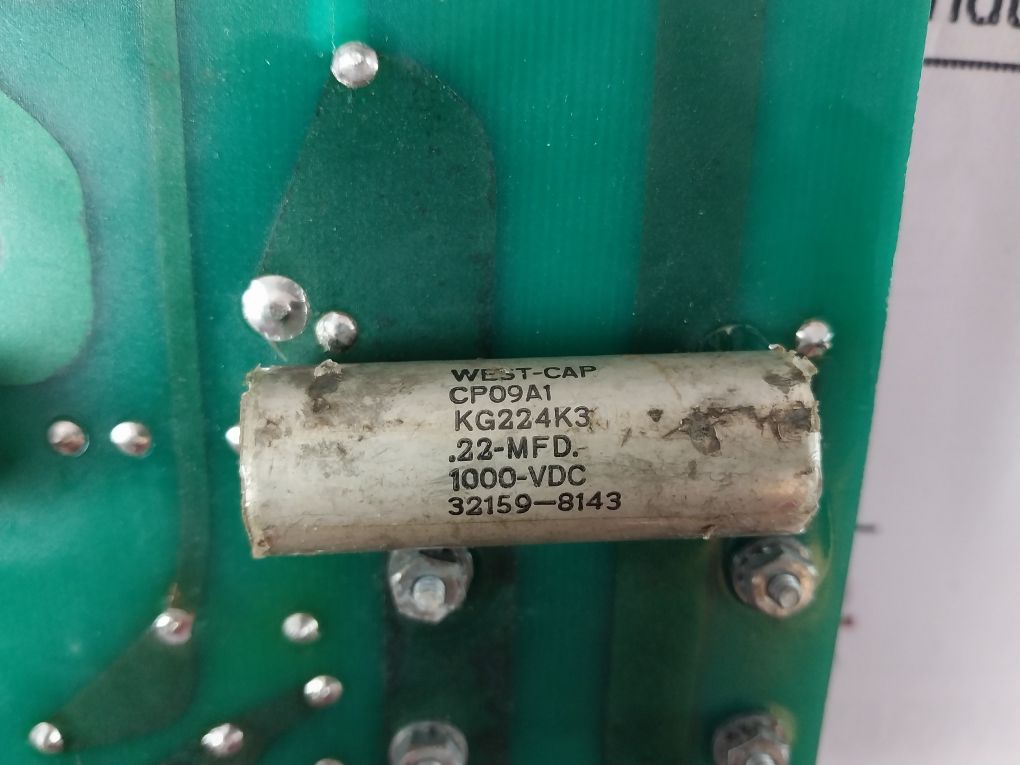 WEST-CAP
CP09A1
KG224K3
.22-MFD.
1000-VDC
32159-8143